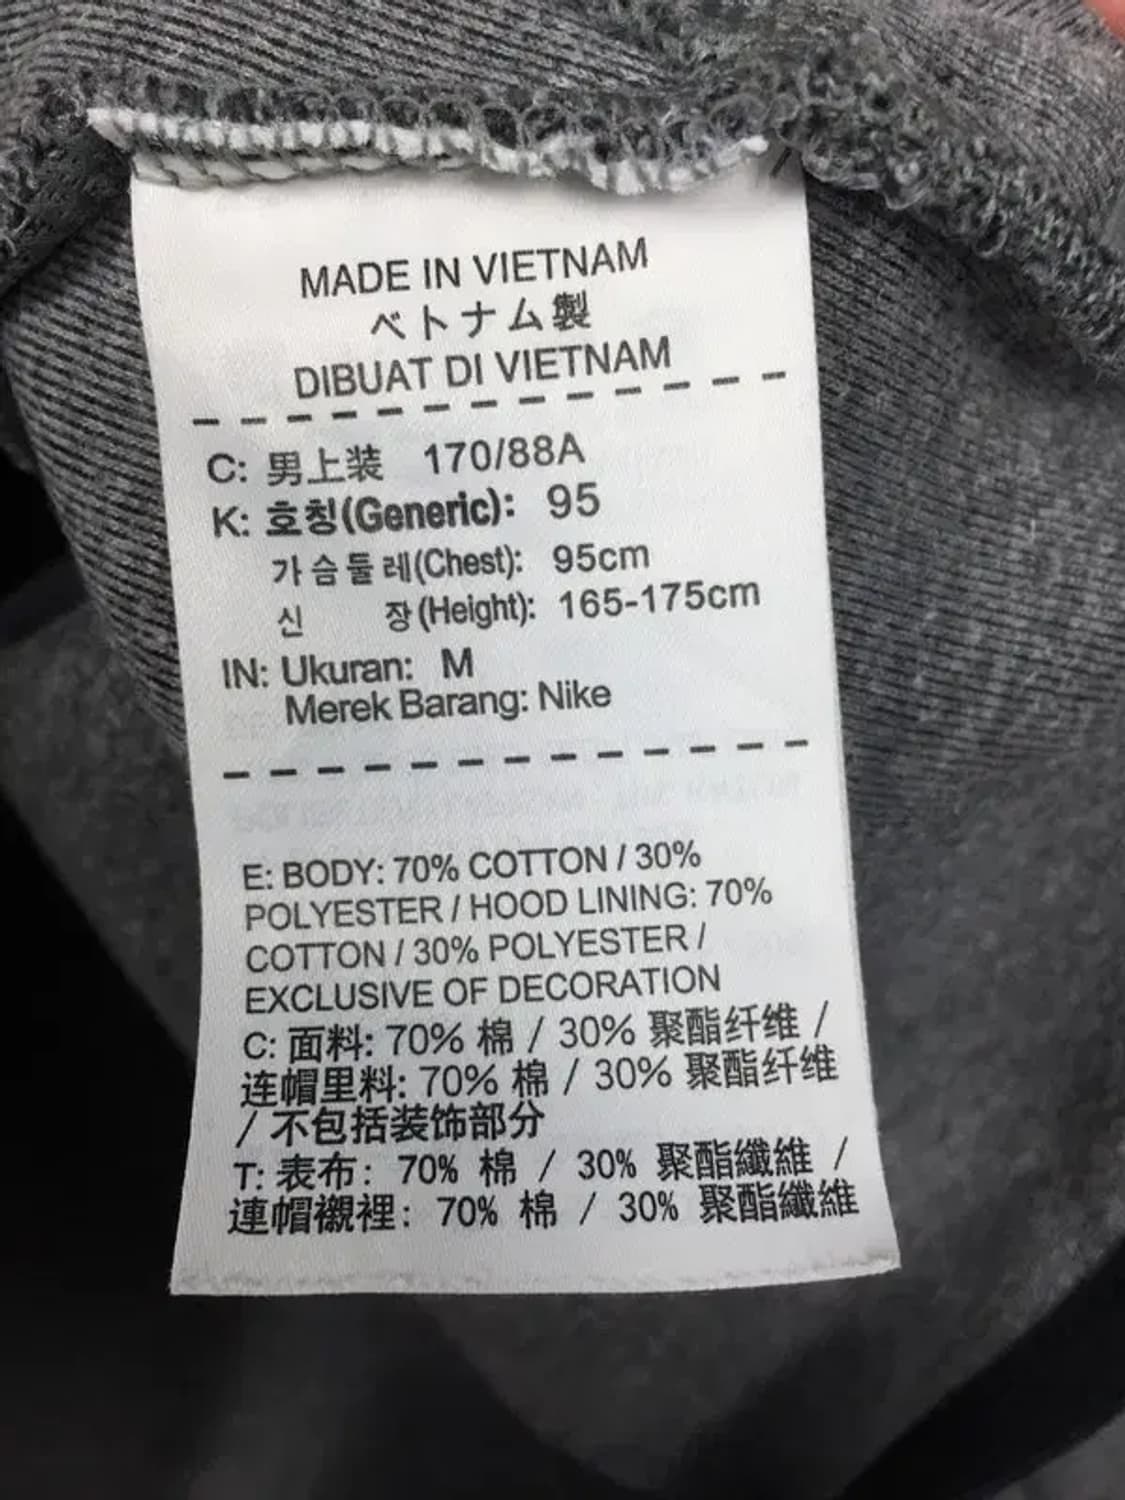 MADE IN VIETNAM
ベトナム製
DIBUAT DI VIETNAM
C: 男上装 170/88A
K: 호칭(Generic): 95
가슴둘레(Chest): 95cm
신 장(Height): 165-175cm
IN: Ukuran: M
Merek Barang: Nike
E: BODY: 70% COTTON / 30%
POLYESTER / HOOD LINING: 70%
COTTON / 30% POLYESTER /
EXCLUSIVE OF DECORATION
C: 面料: 70% 棉 / 30% 聚酯纤维 /
连帽里料: 70% 棉 / 30% 聚酯纤维
/ 不包括装饰部分
T: 表布: 70% 棉 / 30% 聚酯纖維 /
連帽襯裡: 70% 棉 / 30% 聚酯纖維